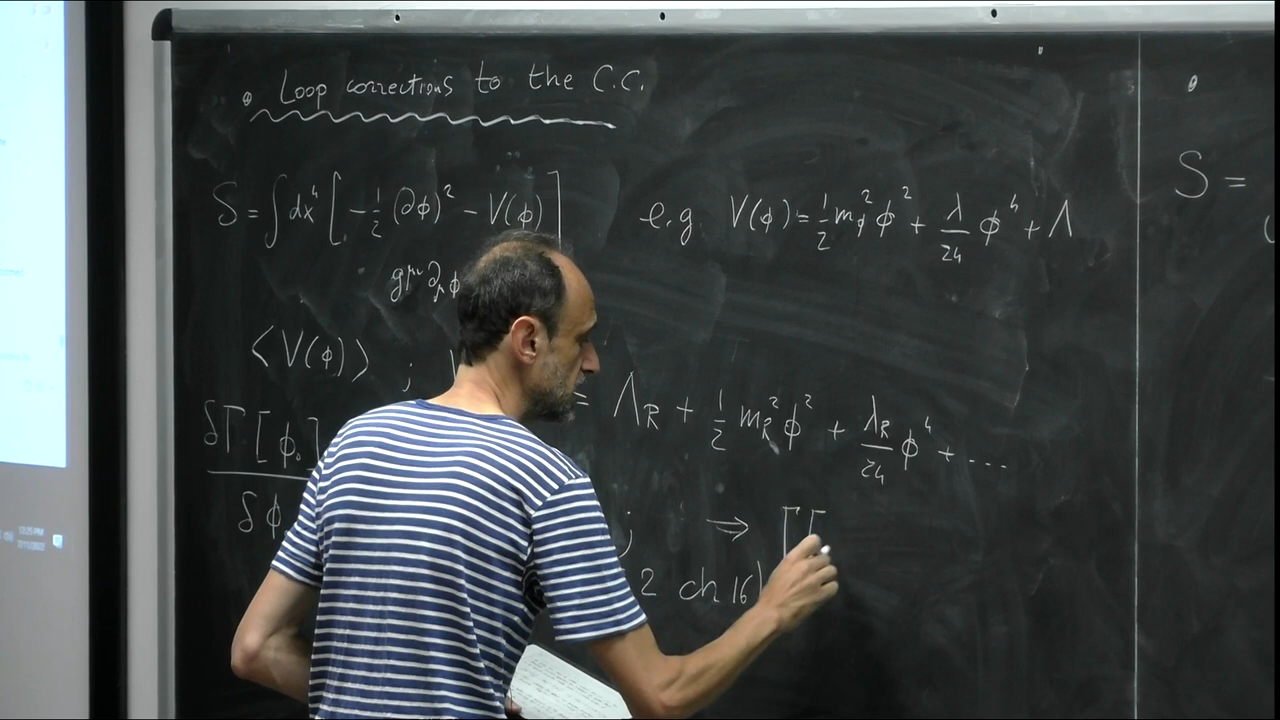 Loop corrections to the C.C.
S = ∫dx⁴ [ -½ (∂φ)² - V(φ) ] e.g. V(φ) = ½ m_φ² φ² + λ/24 φ⁴ + Λ
S =
g^μν ∂_μ φ
⟨V(φ)⟩ ; = Λ_R + ½ m_R² φ² + λ_R/24 φ⁴ + ...
δΓ[φ ] / δφ ; ⇒ Γ[
2 ch 16)